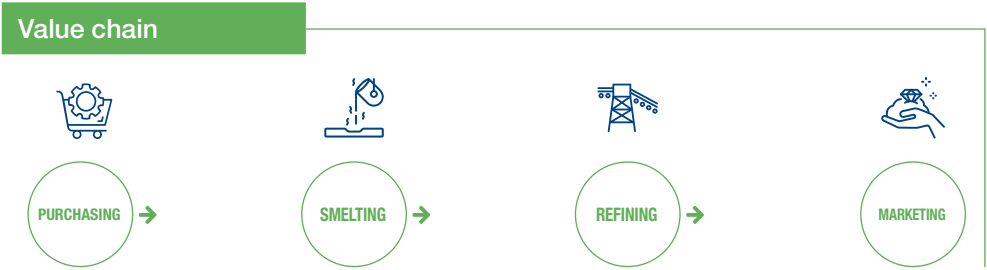 Value chain
PURCHASING
SMELTING
REFINING
MARKETING